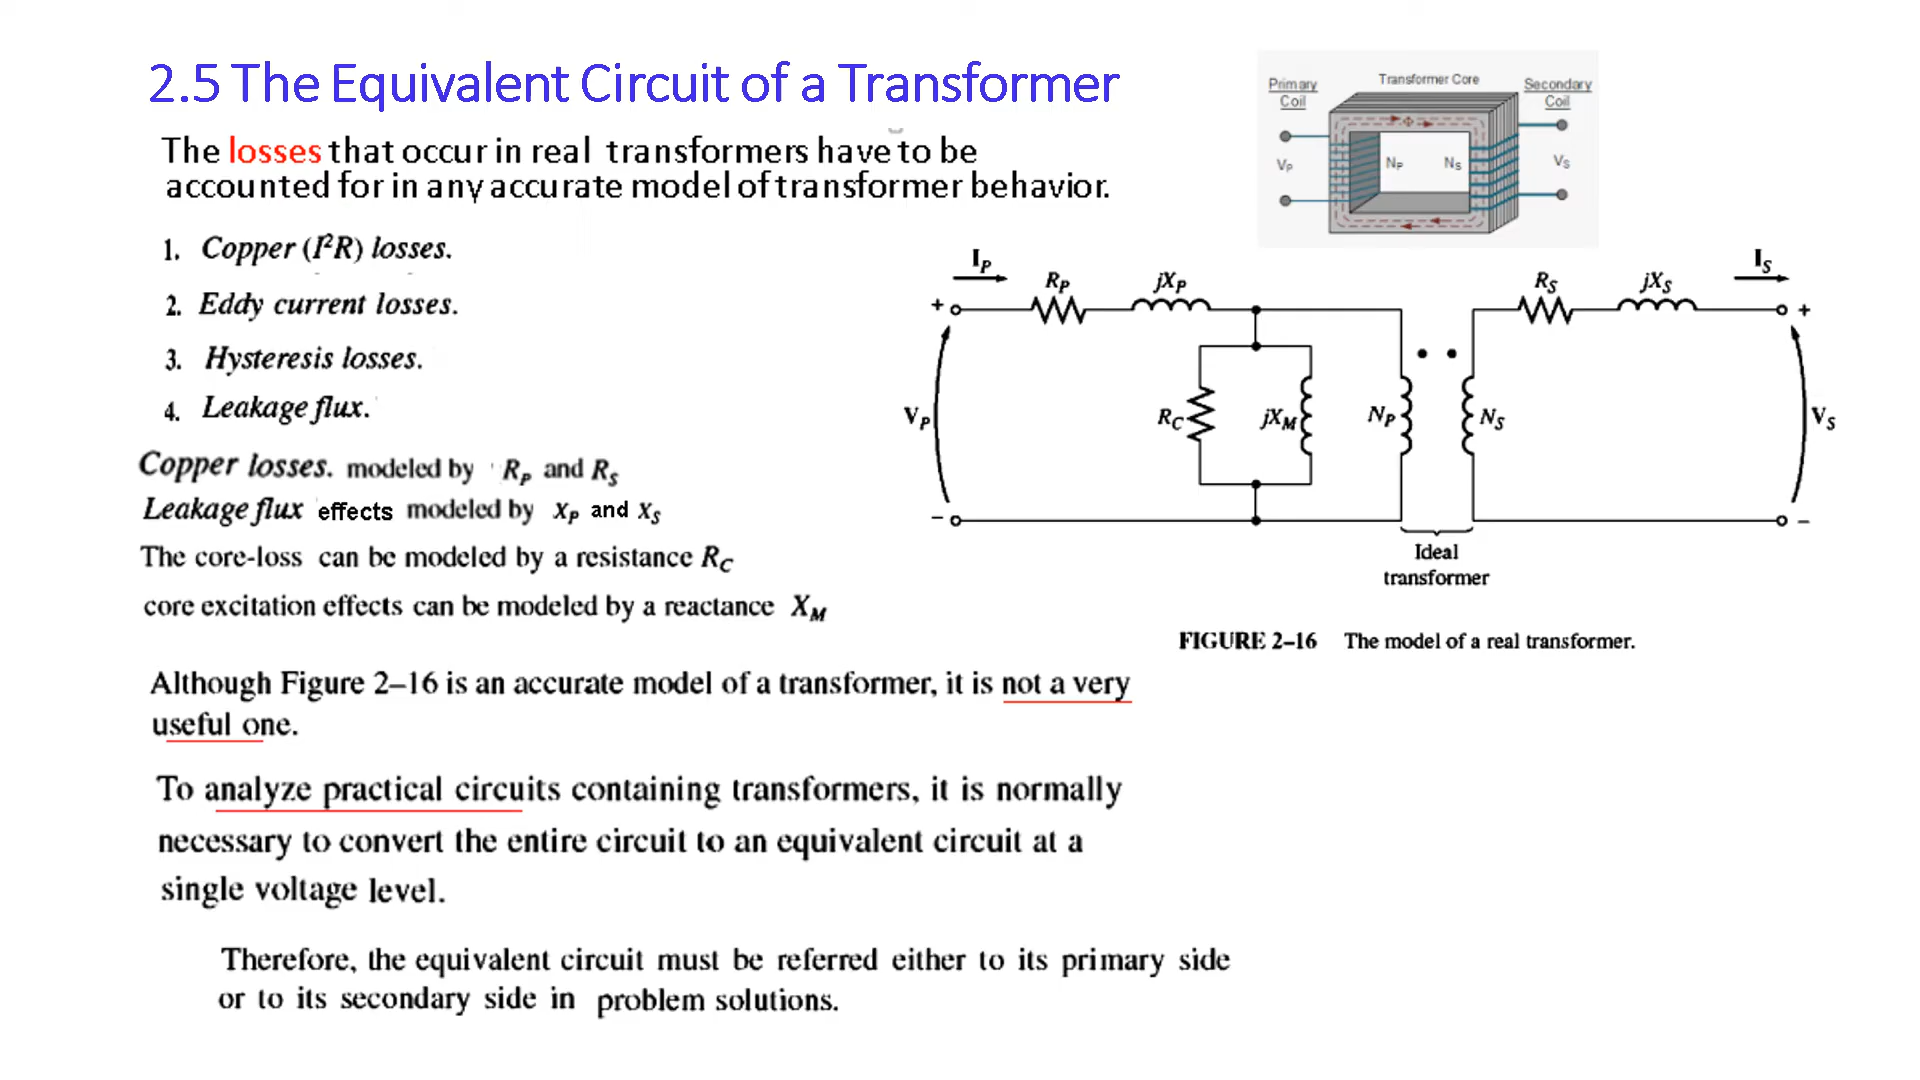 2.5 The Equivalent Circuit of a Transformer
The losses that occur in real transformers have to be
accounted for in any accurate model of transformer behavior.
1. Copper (I²R) losses.
2. Eddy current losses.
3. Hysteresis losses.
4. Leakage flux.
Copper losses. modeled by R_P and R_S
Leakage flux effects modeled by X_P and X_S
The core-loss can be modeled by a resistance R_C
core excitation effects can be modeled by a reactance X_M
Although Figure 2–16 is an accurate model of a transformer, it is not a very
useful one.
To analyze practical circuits containing transformers, it is normally
necessary to convert the entire circuit to an equivalent circuit at a
single voltage level.
Therefore, the equivalent circuit must be referred either to its primary side
or to its secondary side in problem solutions.
Primary Coil
Transformer Core
Secondary Coil
V_P N_P N_S V_S
I_P I_S
R_P jX_P R_S jX_S
+ +
V_P R_C jX_M N_P N_S V_S
– –
Ideal
transformer
FIGURE 2–16 The model of a real transformer.